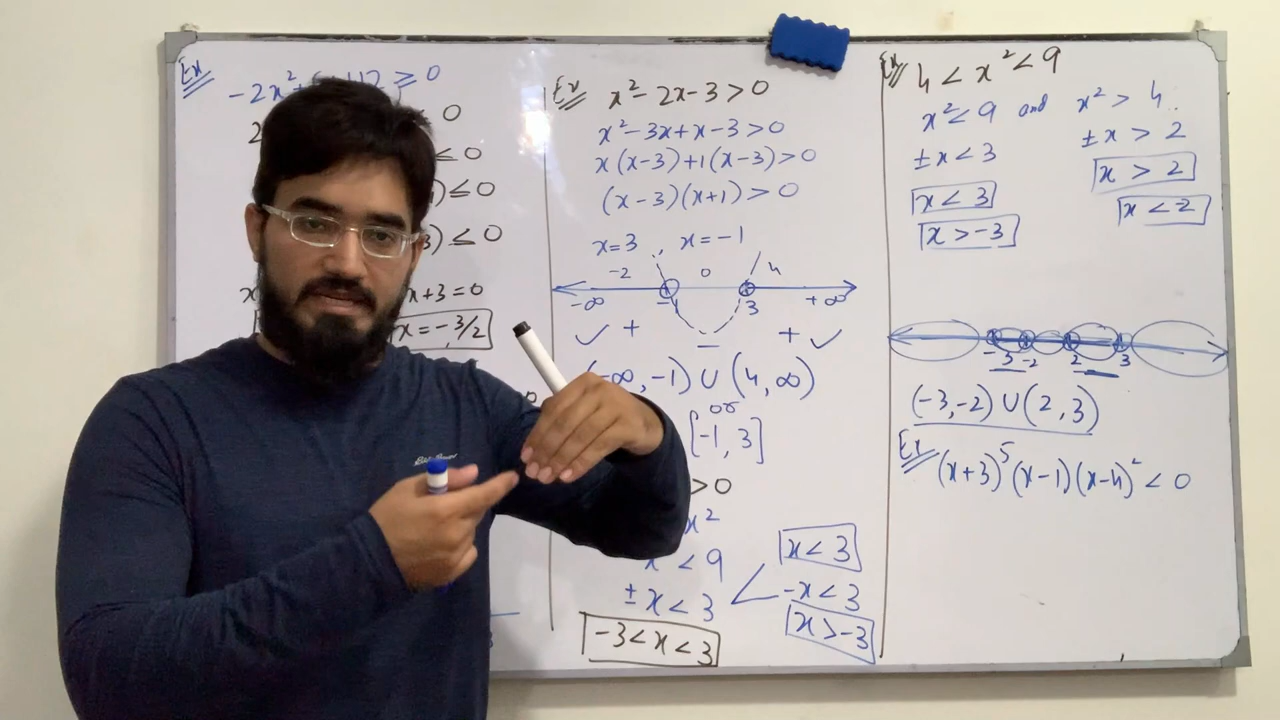 Ex
-2x² ≥ 0
2 ≤ 0
≤ 0
) ≤ 0
3) ≤ 0
x x+3=0
x=-3/2
Ex x²-2x-3>0
x²-3x+x-3>0
x(x-3)+1(x-3)>0
(x-3)(x+1)>0
x=3, x=-1
-2 0 4
-∞ -1 3 +∞
✓ + - + ✓
(-∞,-1) ∪ (4,∞)
or
[-1,3]
>0
x²
x²<9
±x<3 x<3
-x<3
x>-3
-3<x<3
Ex 4<x²<9
x²<9 and x²>4.
±x<3 ±x>2
x<3 x>2
x>-3 x<-2
-3 -2 2 3
(-3,-2) ∪ (2,3)
Ex (x+3)⁵(x-1)(x-4)²<0